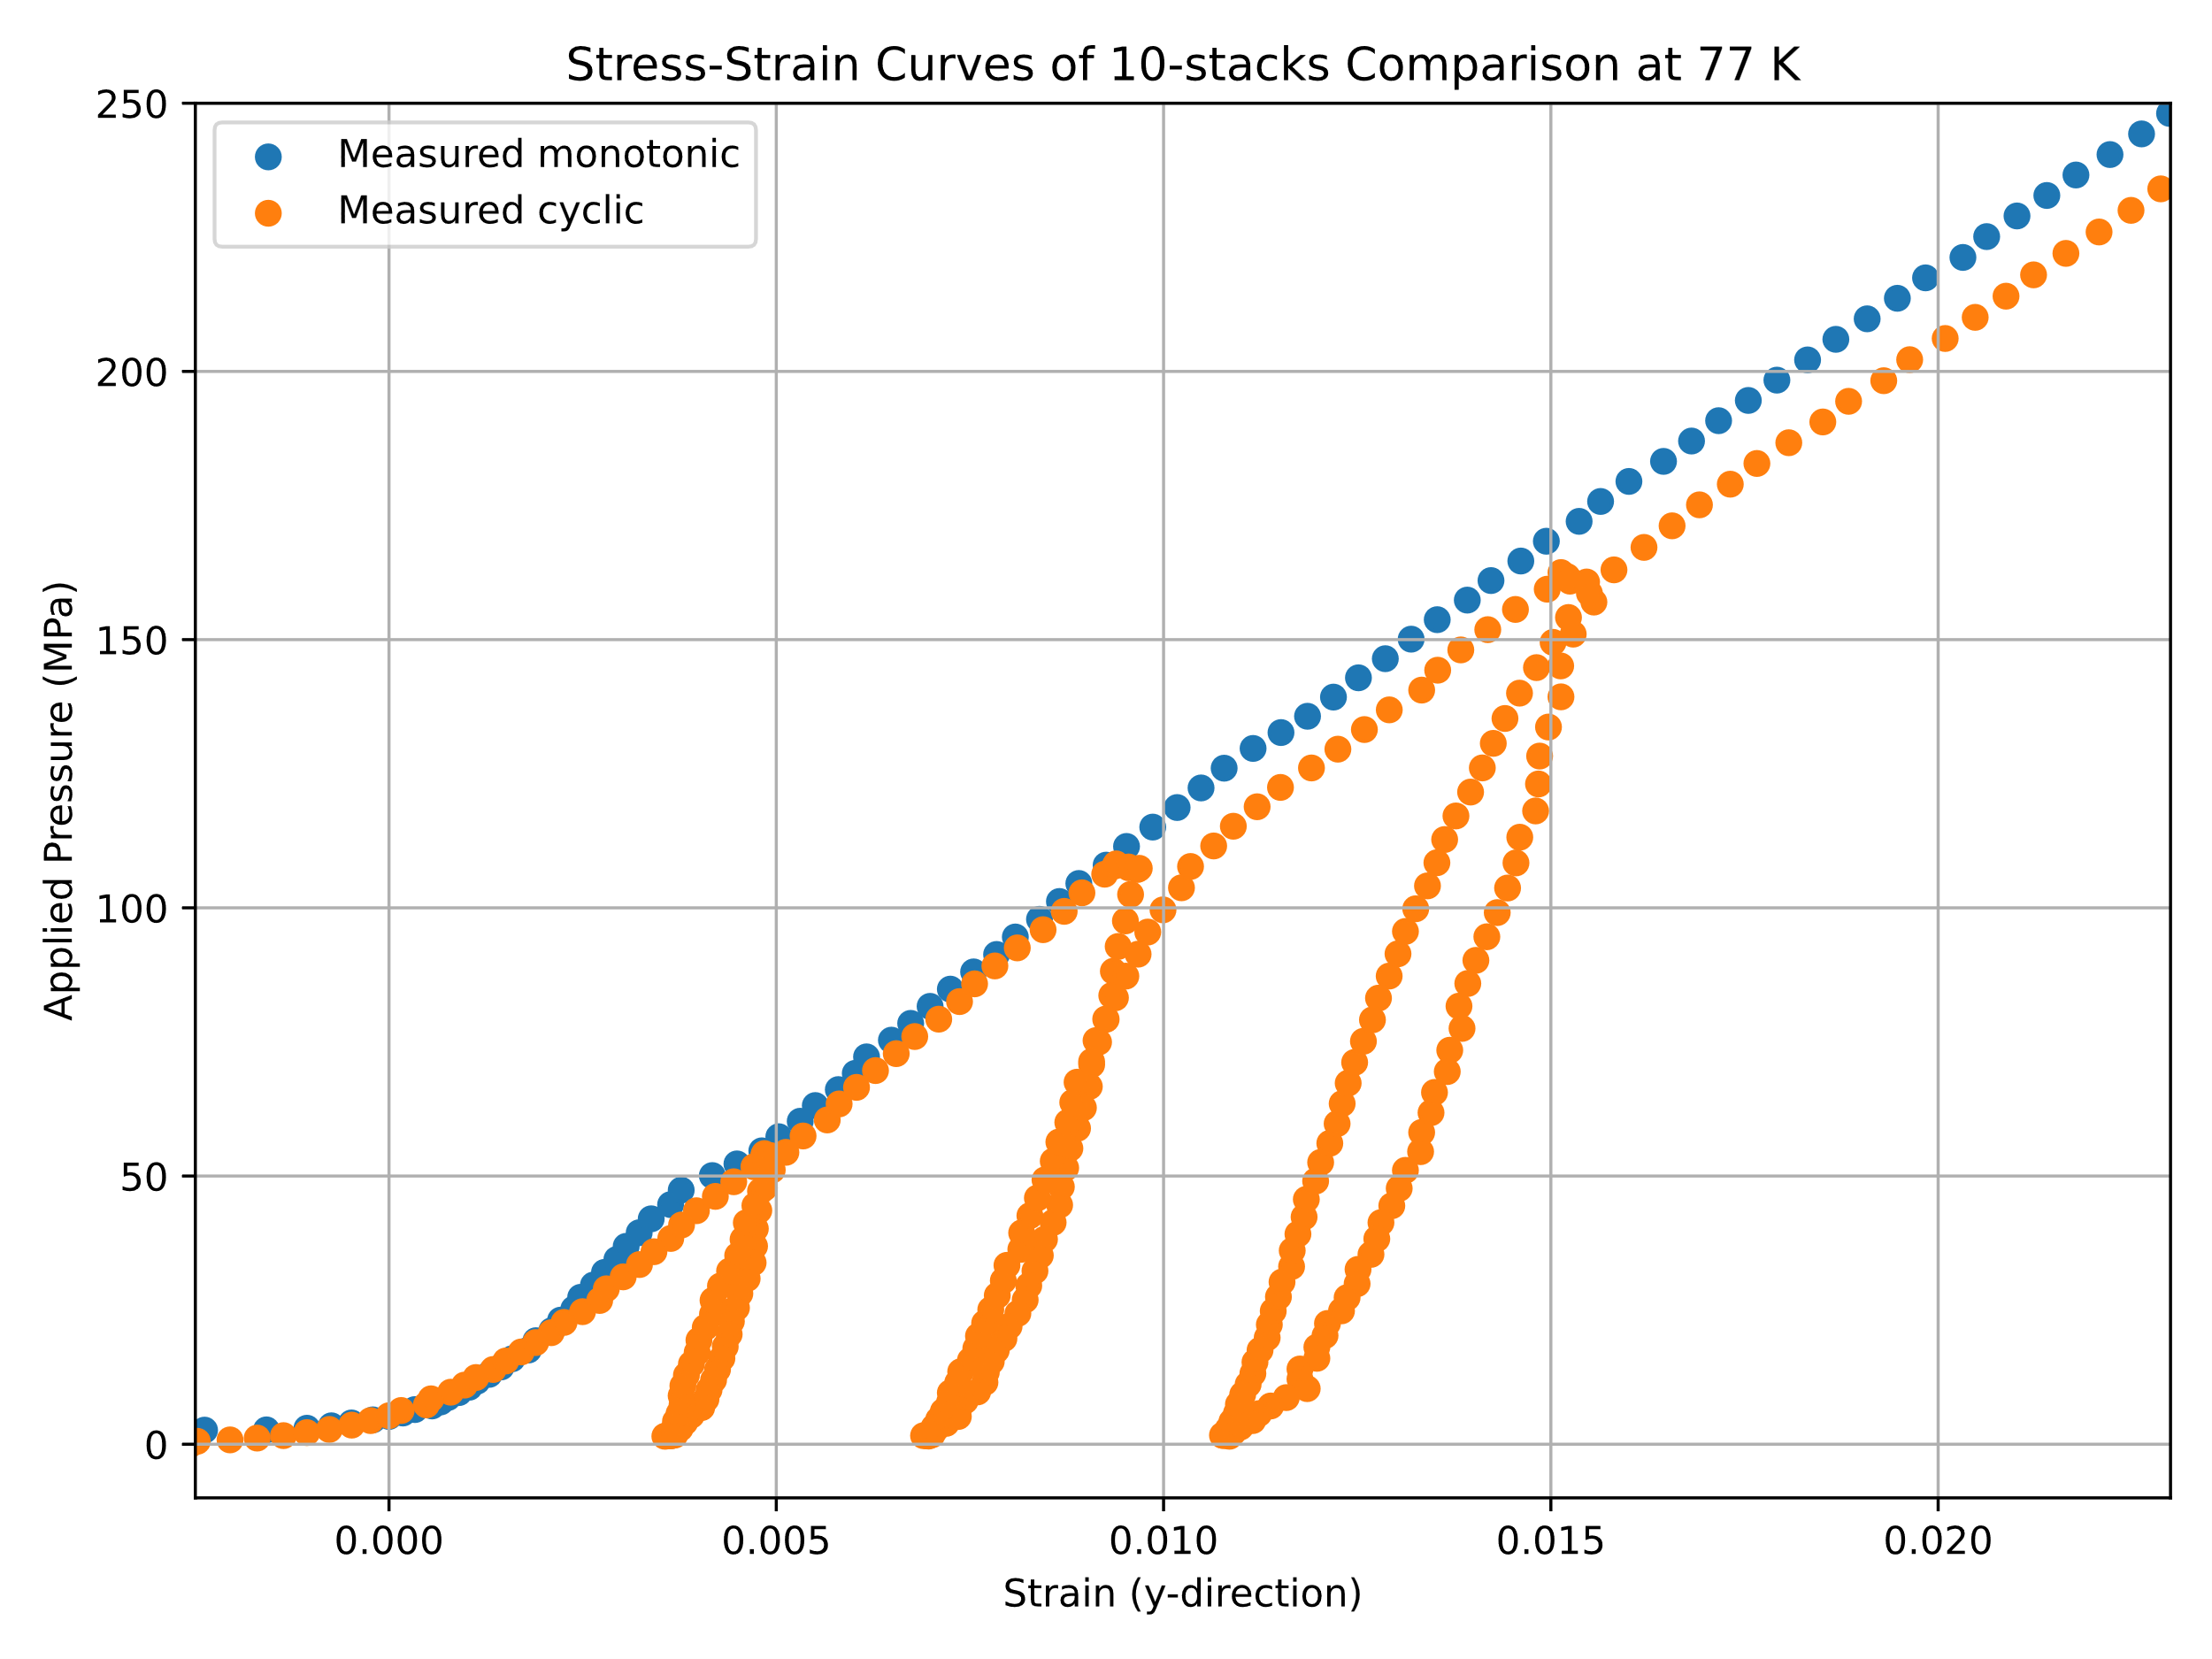 Stress-Strain Curves of 10-stacks Comparison at 77 K
250
Measured monotonic
Measured cyclic
200
150
100
50
0
Applied Pressure (MPa)
0.000 0.005 0.010 0.015 0.020
Strain (y-direction)